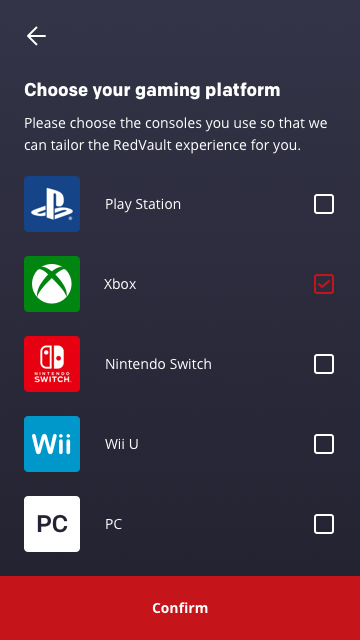 Choose your gaming platform
Please choose the consoles you use so that we
can tailor the RedVault experience for you.
Play Station
Xbox
NINTENDO
SWITCH.
Nintendo Switch
Wii
Wii U
PC
PC
Confirm